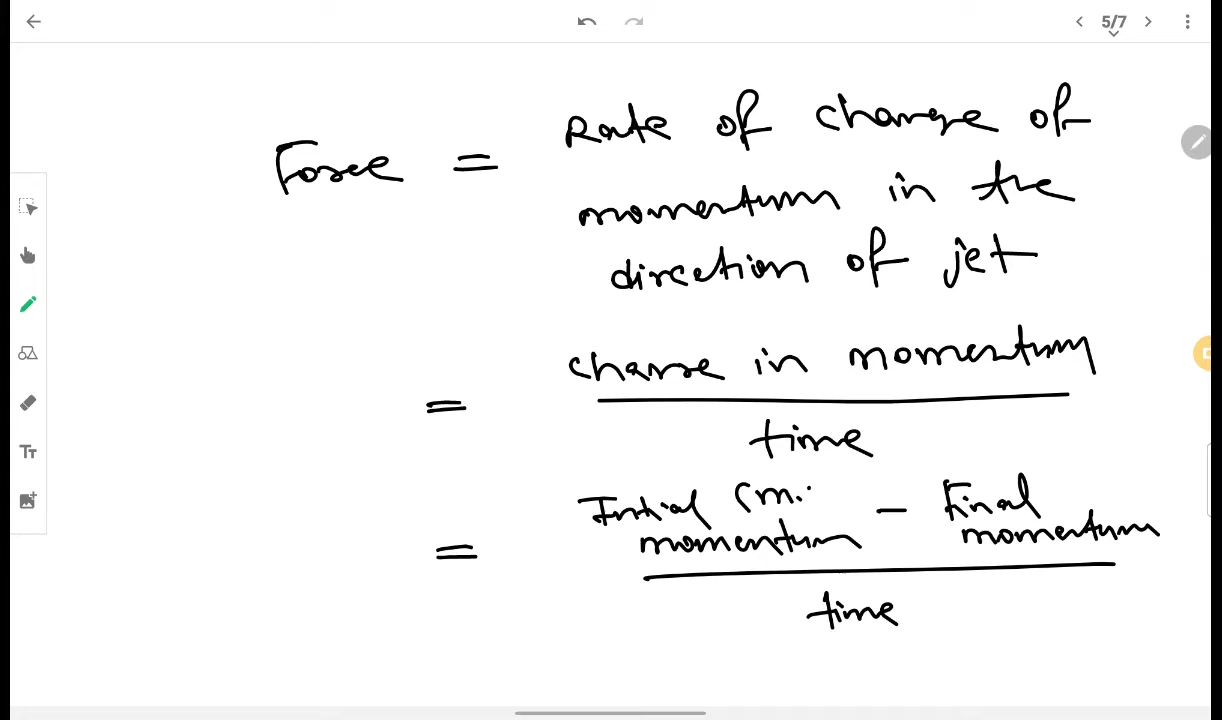 5/7
Force = Rate of change of
momentum in the
direction of jet
= change in momentum
time
= Initial (m. momentum − Final momentum
time
Tт